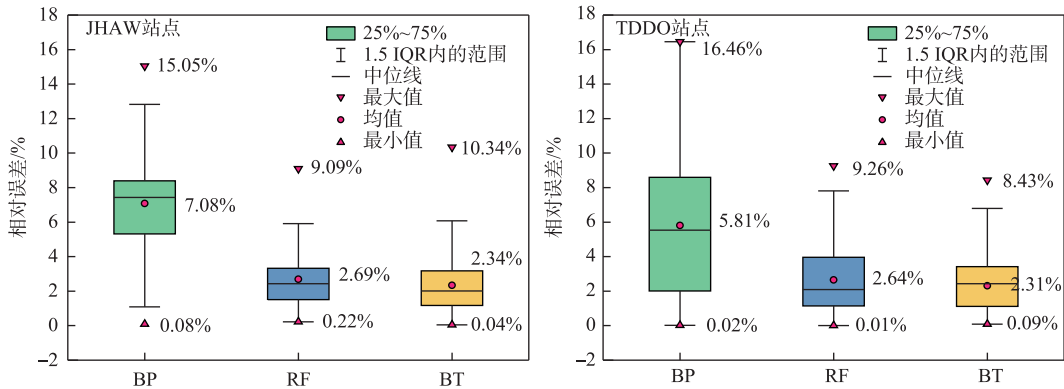 JHAW站点
25%~75%
1.5 IQR内的范围
中位线
最大值
均值
最小值
相对误差/%
18
16
14
12
10
8
6
4
2
0
−2
15.05%
7.08%
0.08%
9.09%
2.69%
0.22%
10.34%
2.34%
0.04%
BP
RF
BT
TDDO站点
25%~75%
1.5 IQR内的范围
中位线
最大值
均值
最小值
相对误差/%
18
16
14
12
10
8
6
4
2
0
−2
16.46%
5.81%
0.02%
9.26%
2.64%
0.01%
8.43%
2.31%
0.09%
BP
RF
BT